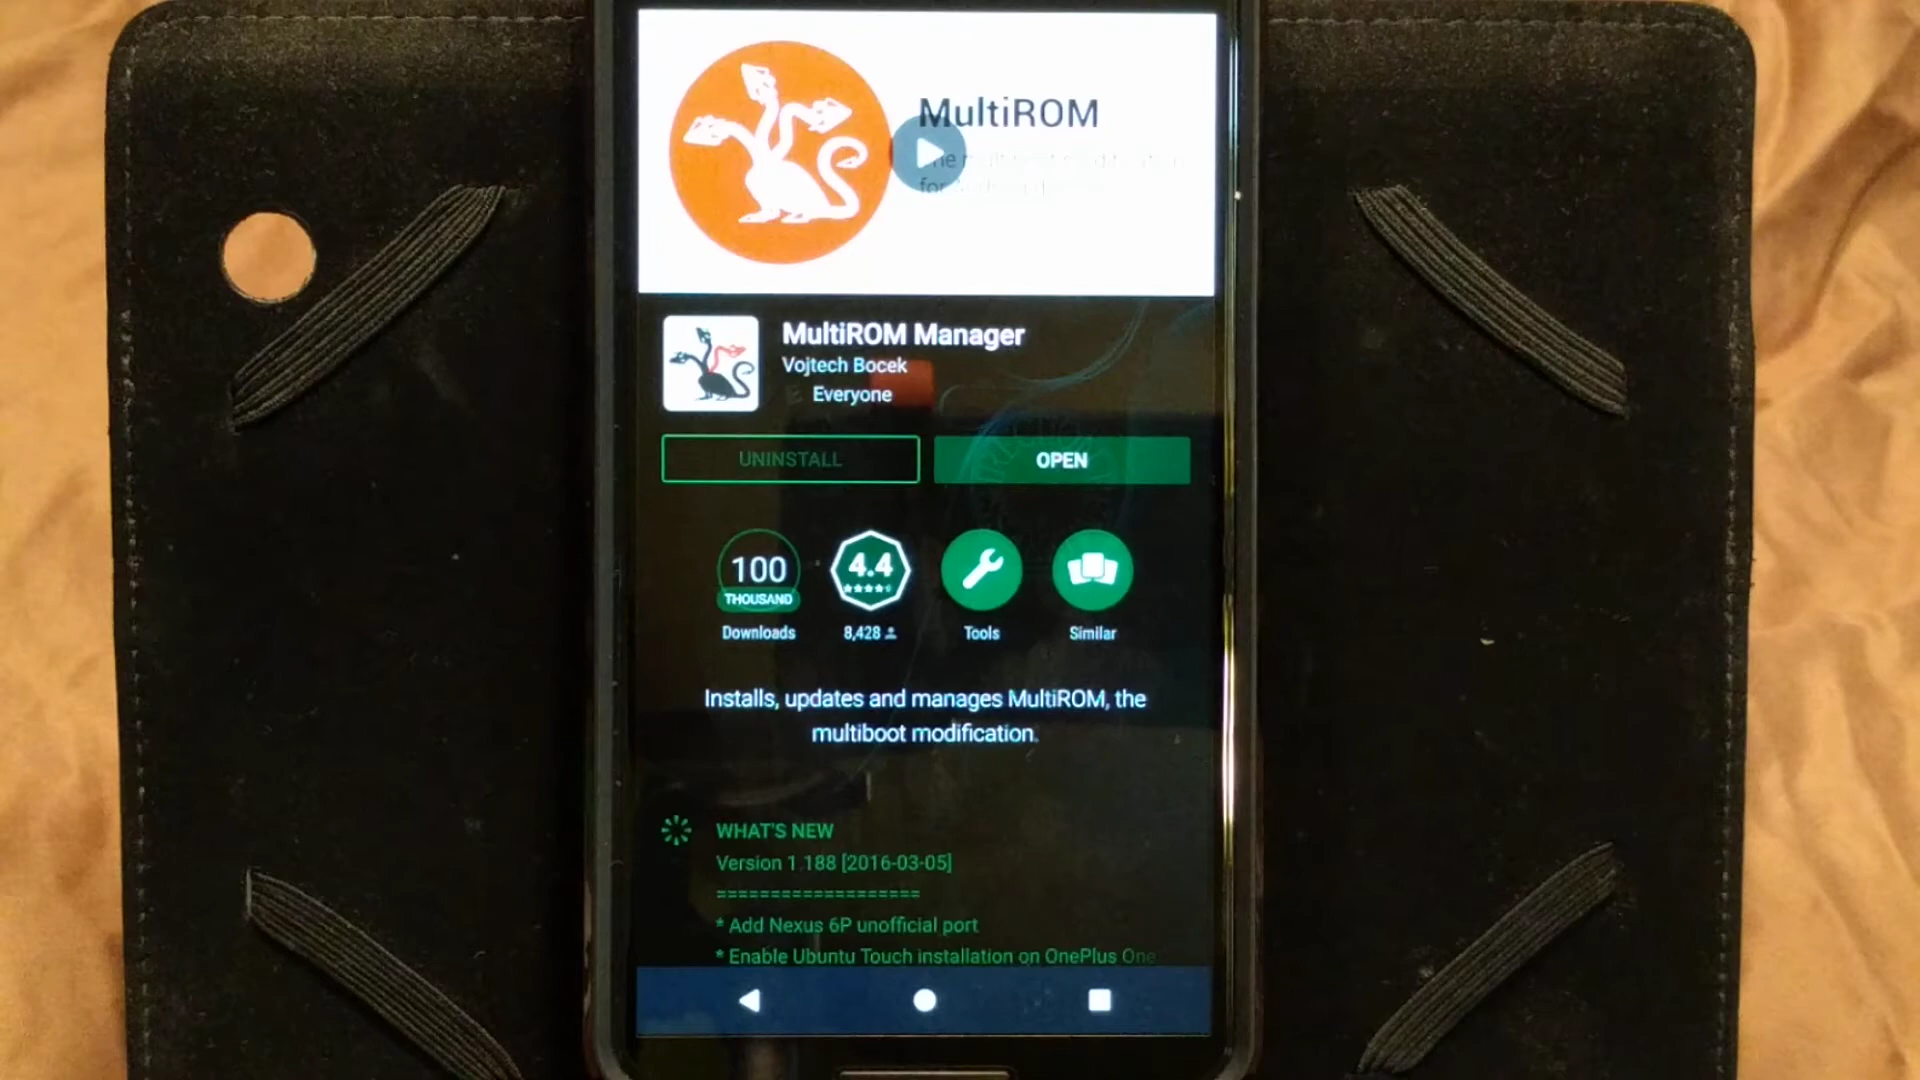 MultiROM
for
MultiROM Manager
Vojtech Bocek
Everyone
UNINSTALL
OPEN
100
THOUSAND
Downloads
4.4
8,428
Tools
Similar
Installs, updates and manages MultiROM, the
multiboot modification.
WHAT'S NEW
Version 1.188 [2016-03-05]
===================
* Add Nexus 6P unofficial port
* Enable Ubuntu Touch installation on OnePlus One